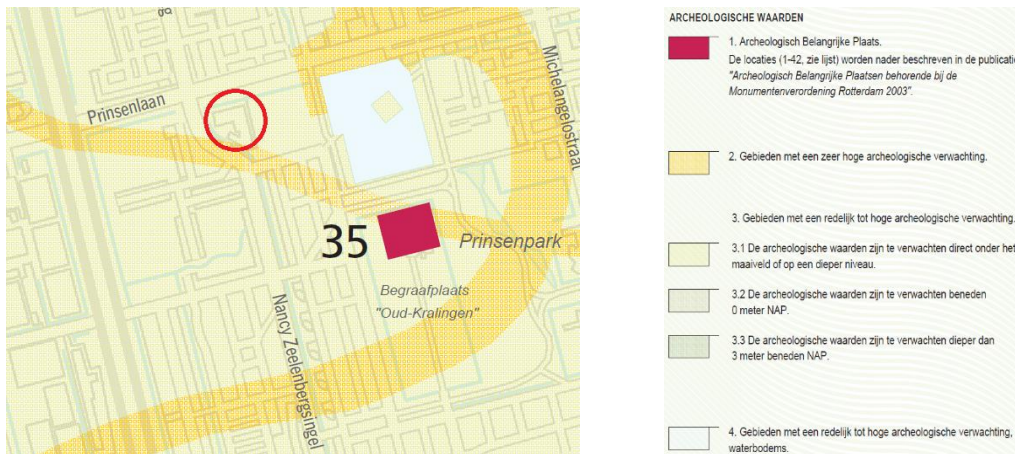 Prinsenlaan
Michelangelostraat
35
Prinsenpark
Begraafplaats
"Oud-Kralingen"
Nancy Zeelenbergsingel
ARCHEOLOGISCHE WAARDEN
1. Archeologisch Belangrijke Plaats.
De locaties (1-42, zie lijst) worden nader beschreven in de publicatie
"Archeologisch Belangrijke Plaatsen behorende bij de
Monumentenverordening Rotterdam 2003".
2. Gebieden met een zeer hoge archeologische verwachting.
3. Gebieden met een redelijk tot hoge archeologische verwachting.
3.1 De archeologische waarden zijn te verwachten direct onder het
maaiveld of op een dieper niveau.
3.2 De archeologische waarden zijn te verwachten beneden
0 meter NAP.
3.3 De archeologische waarden zijn te verwachten dieper dan
3 meter beneden NAP.
4. Gebieden met een redelijk tot hoge archeologische verwachting,
waterbodems.